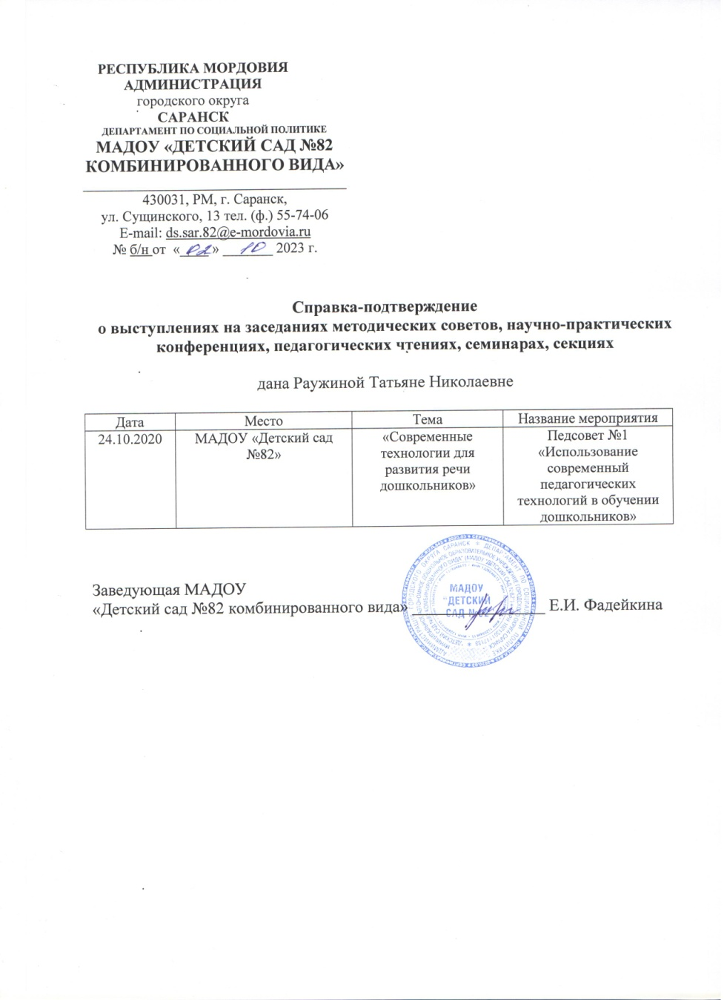 РЕСПУБЛИКА МОРДОВИЯ
АДМИНИСТРАЦИЯ
городского округа
САРАНСК
ДЕПАРТАМЕНТ ПО СОЦИАЛЬНОЙ ПОЛИТИКЕ
МАДОУ «ДЕТСКИЙ САД №82
КОМБИНИРОВАННОГО ВИДА»
430031, РМ, г. Саранск,
ул. Сущинского, 13 тел. (ф.) 55-74-06
E-mail: ds.sar.82@e-mordovia.ru
№ б/н от «02» 10 2023 г.
Справка-подтверждение
о выступлениях на заседаниях методических советов, научно-практических
конференциях, педагогических чтениях, семинарах, секциях
дана Раужиной Татьяне Николаевне
Дата Место Тема Название мероприятия
24.10.2020
МАДОУ «Детский сад
№82»
«Современные
технологии для
развития речи
дошкольников»
Педсовет №1
«Использование
современный
педагогических
технологий в обучении
дошкольников»
Заведующая МАДОУ
«Детский сад №82 комбинированного вида» Е.И. Фадейкина
МАДОУ
"ДЕТСКИЙ
САД №82"